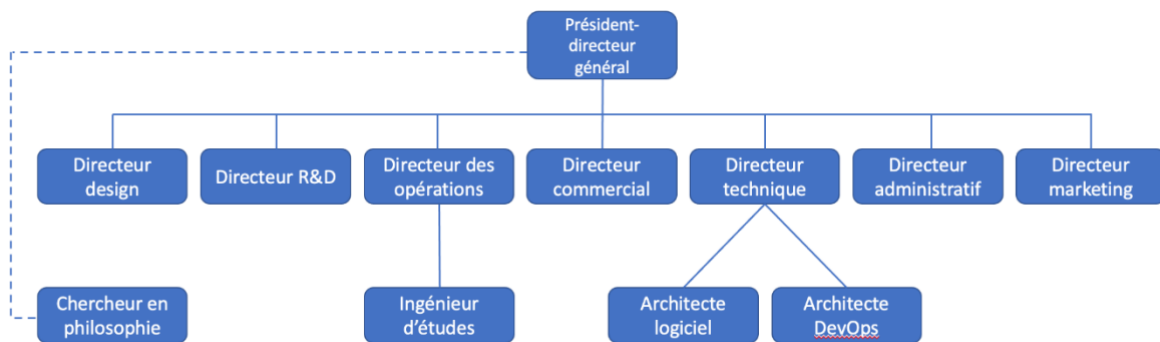 Président-
directeur
général
Directeur
design
Directeur R&D
Directeur des
opérations
Directeur
commercial
Directeur
technique
Directeur
administratif
Directeur
marketing
Chercheur en
philosophie
Ingénieur
d’études
Architecte
logiciel
Architecte
DevOps